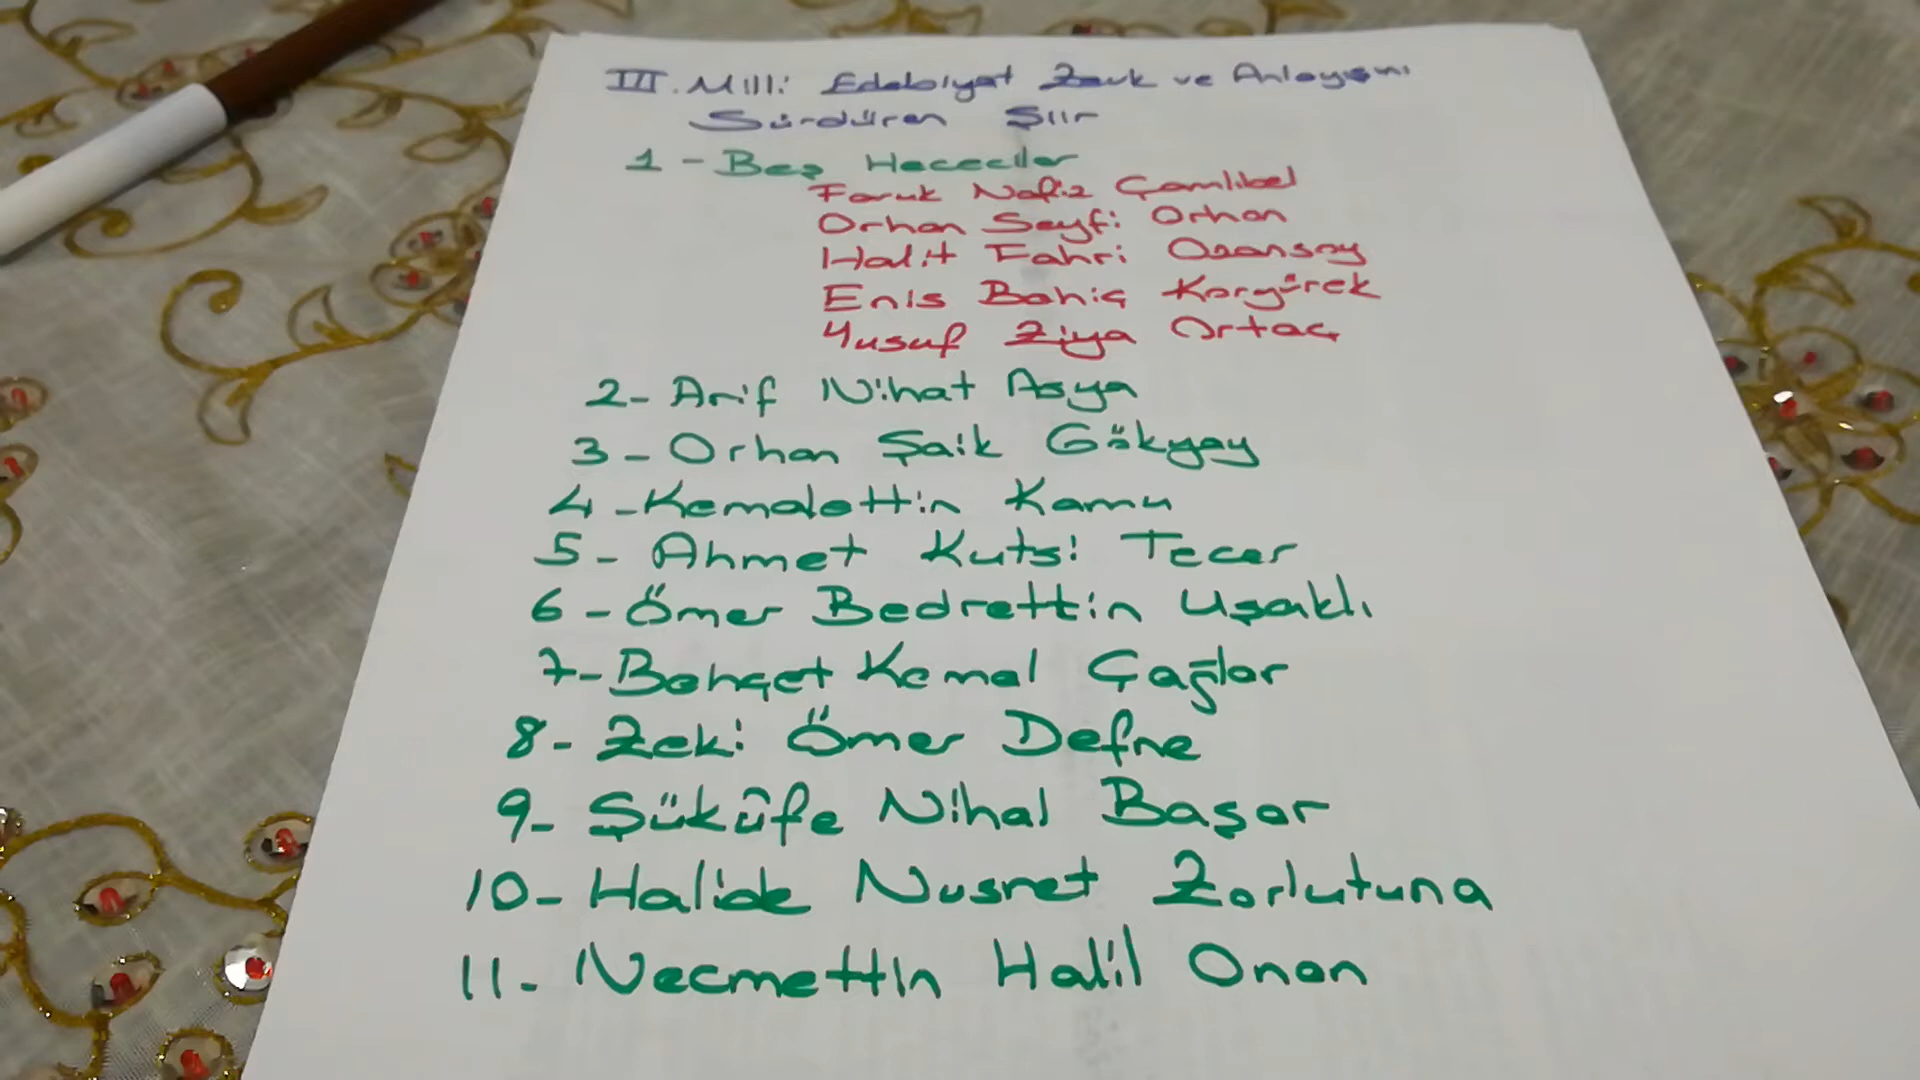 III. Milli Edebiyat Zevk ve Anlayışını
Sürdüren Şiir
1 - Beş Hececiler
Faruk Nafiz Çamlıbel
Orhan Seyfi Orhon
Halit Fahri Ozansoy
Enis Behiç Koryürek
Yusuf Ziya Ortaç
2- Arif Nihat Asya
3 - Orhan Şaik Gökyay
4 - Kemalettin Kamu
5 - Ahmet Kutsi Tecer
6 - Ömer Bedrettin Uşaklı
7- Behçet Kemal Çağlar
8- Zeki Ömer Defne
9- Şükûfe Nihal Başar
10- Halide Nusret Zorlutuna
11- Necmettin Halil Onan